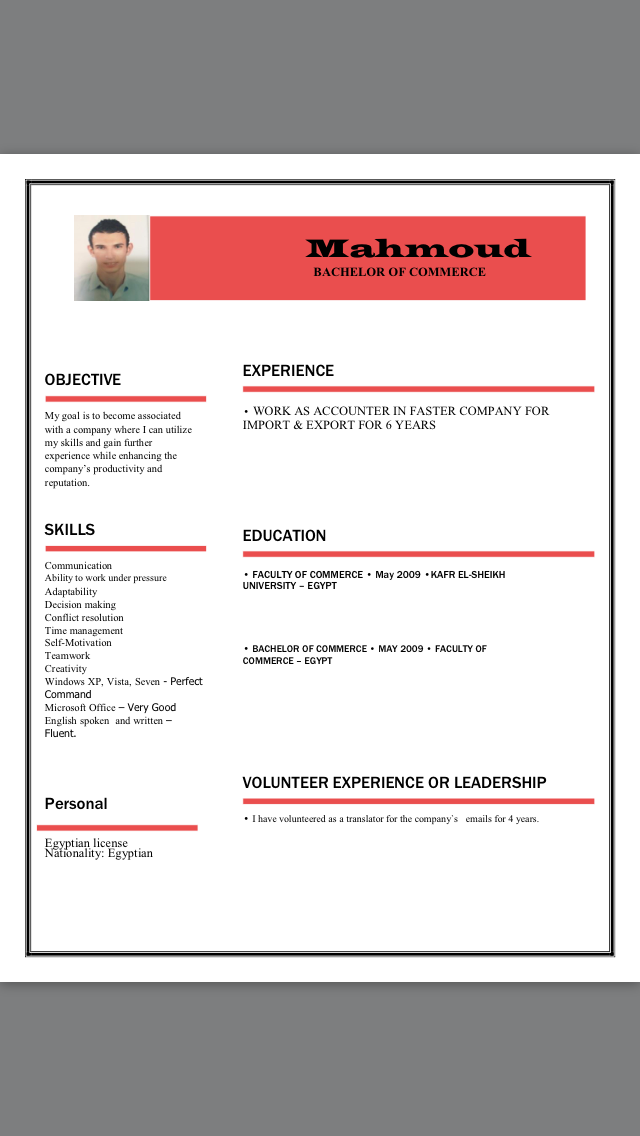 Mahmoud
BACHELOR OF COMMERCE
OBJECTIVE
My goal is to become associated
with a company where I can utilize
my skills and gain further
experience while enhancing the
company's productivity and
reputation.
SKILLS
Communication
Ability to work under pressure
Adaptability
Decision making
Conflict resolution
Time management
Self-Motivation
Teamwork
Creativity
Windows XP, Vista, Seven - Perfect
Command
Microsoft Office – Very Good
English spoken  and written –
Fluent.
Personal
Egyptian license
Nationality: Egyptian
EXPERIENCE
• WORK AS ACCOUNTER IN FASTER COMPANY FOR
IMPORT & EXPORT FOR 6 YEARS
EDUCATION
• FACULTY OF COMMERCE • May 2009 •KAFR EL-SHEIKH
UNIVERSITY – EGYPT
• BACHELOR OF COMMERCE • MAY 2009 • FACULTY OF
COMMERCE – EGYPT
VOLUNTEER EXPERIENCE OR LEADERSHIP
• I have volunteered as a translator for the company`s   emails for 4 years.